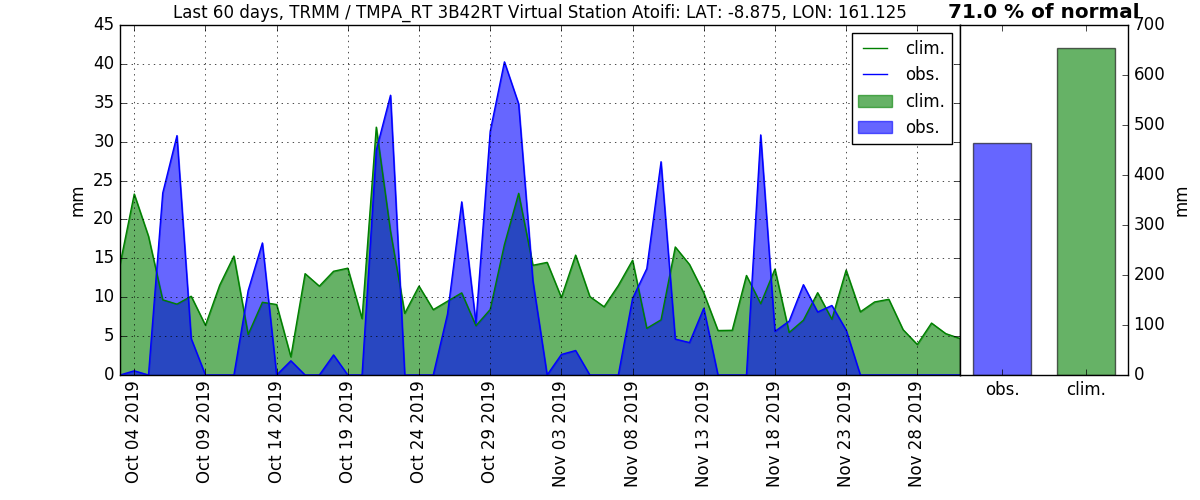 Last 60 days, TRMM / TMPA_RT 3B42RT Virtual Station Atoifi: LAT: -8.875, LON: 161.125
71.0 % of normal
45
40
35
30
25
20
15
10
5
0
mm
clim.
obs.
clim.
obs.
Oct 04 2019
Oct 09 2019
Oct 14 2019
Oct 19 2019
Oct 24 2019
Oct 29 2019
Nov 03 2019
Nov 08 2019
Nov 13 2019
Nov 18 2019
Nov 23 2019
Nov 28 2019
700
600
500
400
300
200
100
0
mm
obs.
clim.